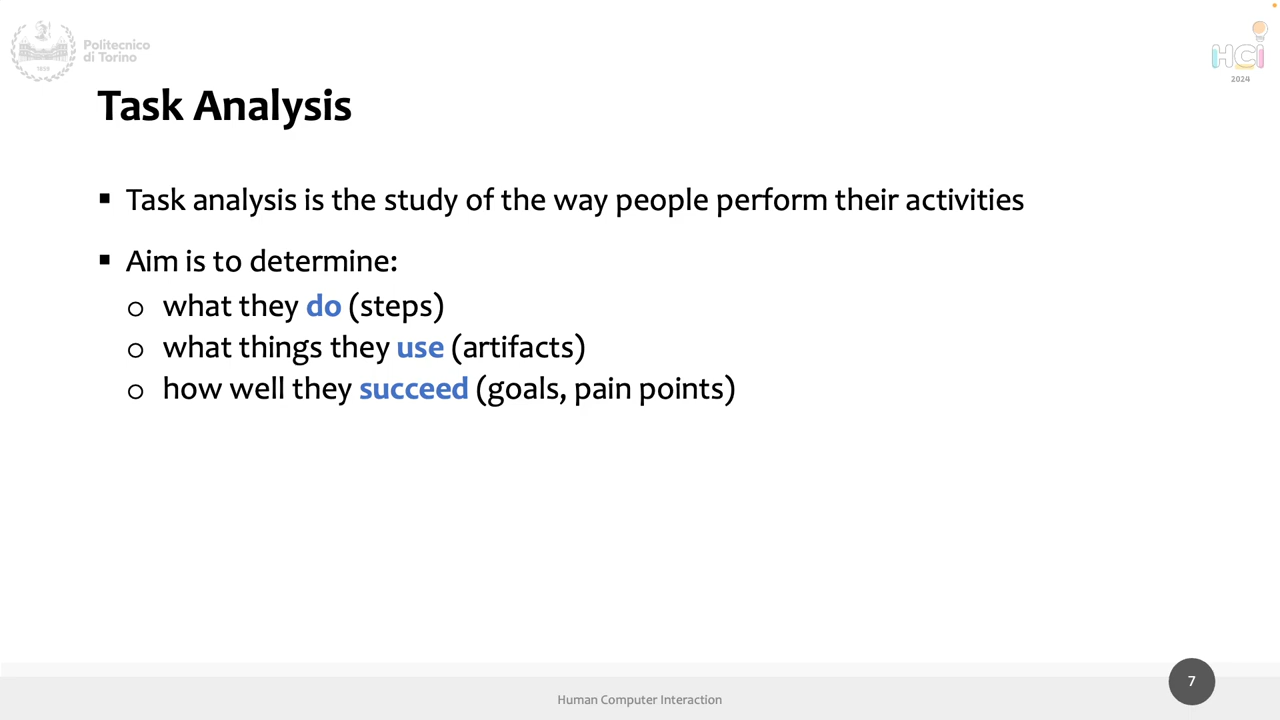 Politecnico
di Torino
1859
HCI
2024
Task Analysis
▪ Task analysis is the study of the way people perform their activities
▪ Aim is to determine:
o what they do (steps)
o what things they use (artifacts)
o how well they succeed (goals, pain points)
Human Computer Interaction
7